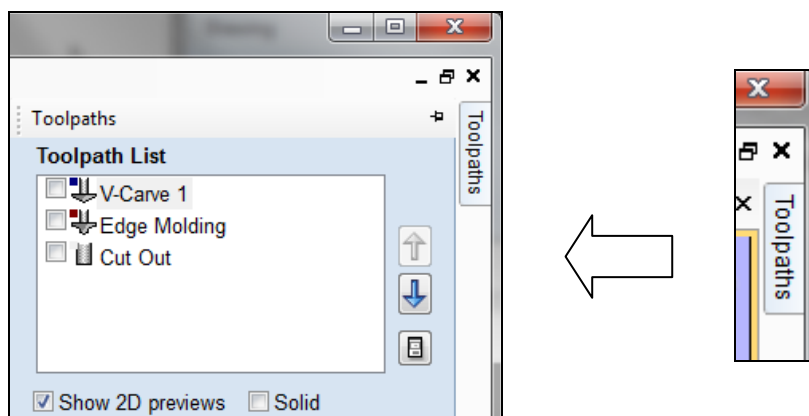 Toolpaths
Toolpaths
Toolpath List
V-Carve 1
Edge Molding
Cut Out
Show 2D previews
Solid
Toolpaths